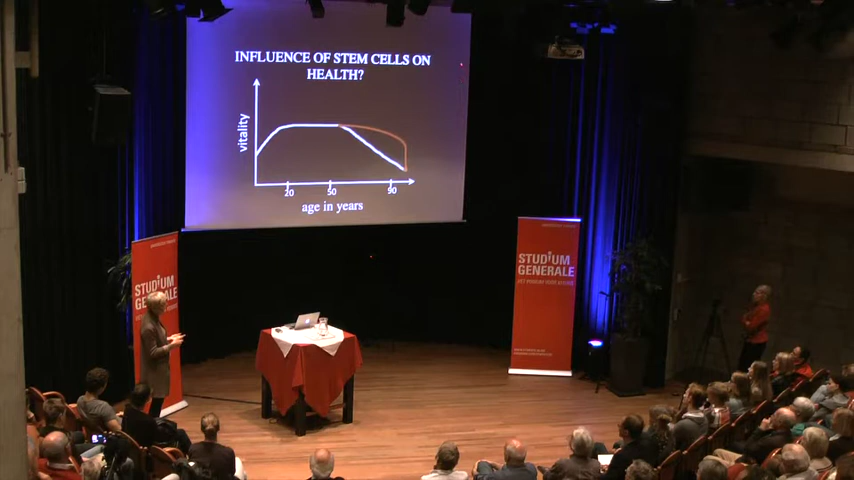 INFLUENCE OF STEM CELLS ON
HEALTH?
vitality
20
50
90
age in years
STUDIUM
GENERALE
STUDIUM
GENERALE